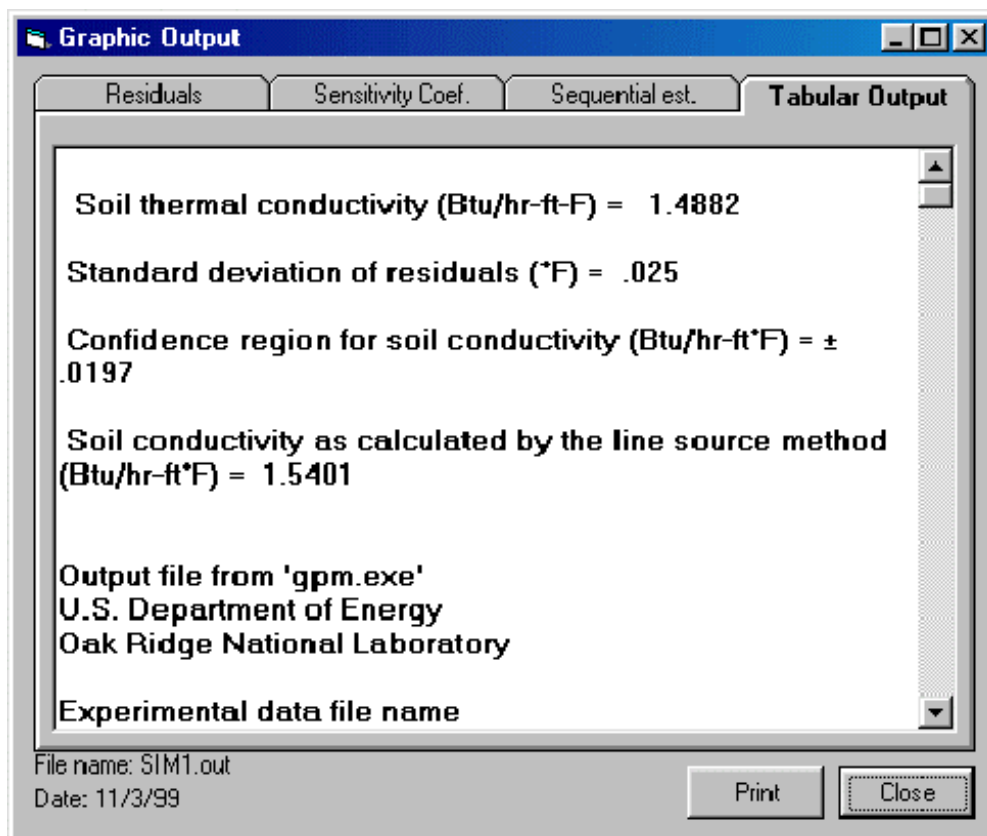 Graphic Output
Residuals
Sensitivity Coef.
Sequential est.
Tabular Output
Soil thermal conductivity (Btu/hr-ft-F) = 1.4882
Standard deviation of residuals (*F) = .025
Confidence region for soil conductivity (Btu/hr-ft*F) = ±
.0197
Soil conductivity as calculated by the line source method
(Btu/hr-ft*F) = 1.5401
Output file from 'gpm.exe'
U.S. Department of Energy
Oak Ridge National Laboratory
Experimental data file name
File name: SIM1.out
Date: 11/3/99
Print
Close